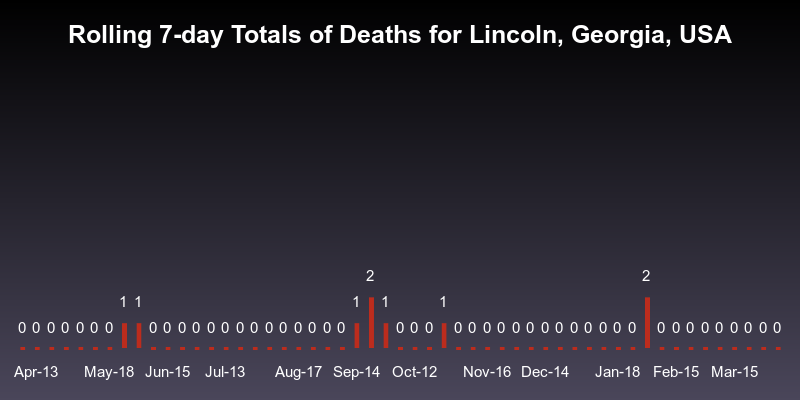 Rolling 7-day Totals of Deaths for Lincoln, Georgia, USA
2 2
1 1 1 1 1
0 0 0 0 0 0 0 0 0 0 0 0 0 0 0 0 0 0 0 0 0 0 0 0 0 0 0 0 0 0 0 0 0 0 0 0 0 0 0 0 0 0 0 0 0 0
Apr-13 May-18 Jun-15 Jul-13 Aug-17 Sep-14 Oct-12 Nov-16 Dec-14 Jan-18 Feb-15 Mar-15